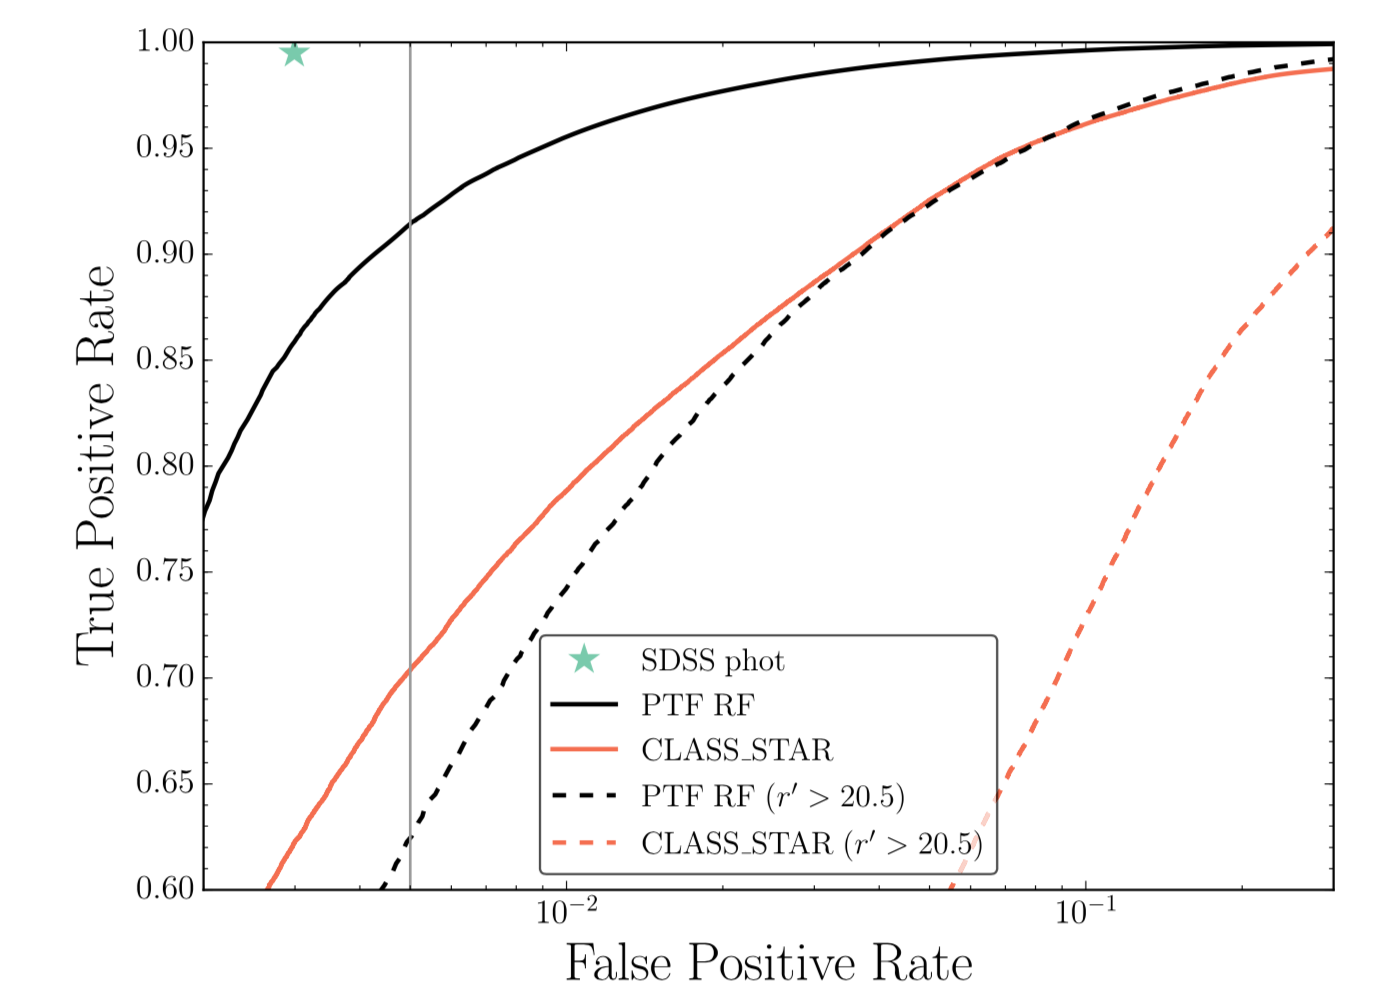 1.00
0.95
0.90
0.85
0.80
0.75
0.70
0.65
0.60
True Positive Rate
SDSS phot
PTF RF
CLASS_STAR
PTF RF (r′ > 20.5)
CLASS_STAR (r′ > 20.5)
10⁻² 10⁻¹
False Positive Rate